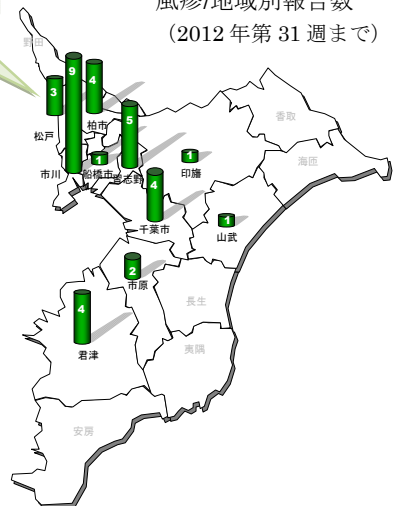 風疹/地域別報告数
（2012 年第 31 週まで）
野田
9
4
3
柏市
5
香取
松戸
海匝
1
1
市川
船橋市
習志野
印旛
4
1
千葉市
山武
2
市原
長生
4
君津
夷隅
安房